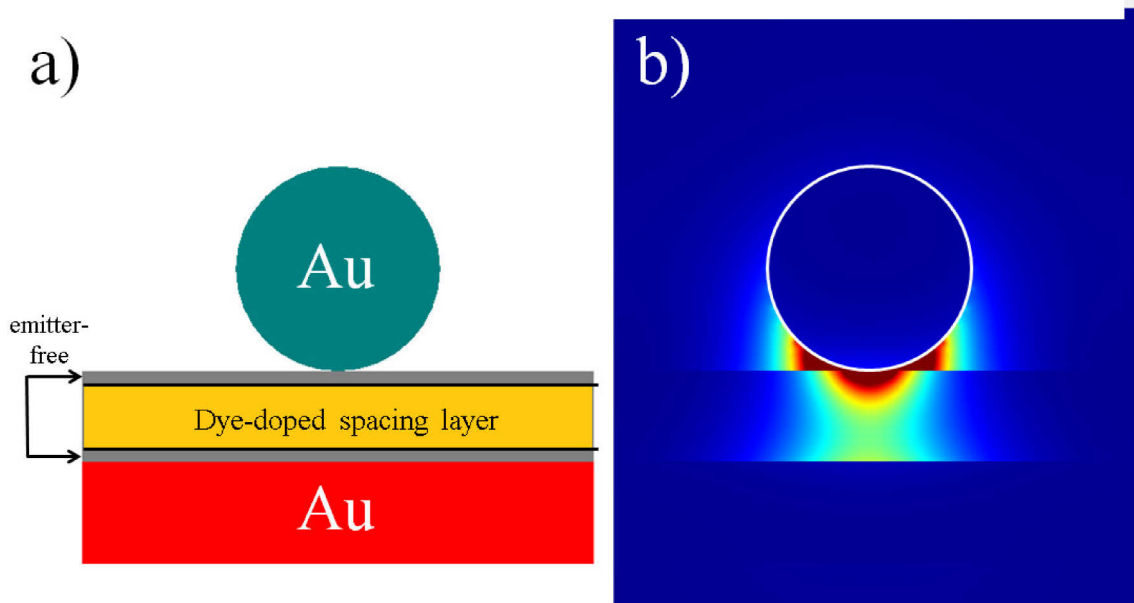 a)
b)
Au
emitter-
free
Dye-doped spacing layer
Au